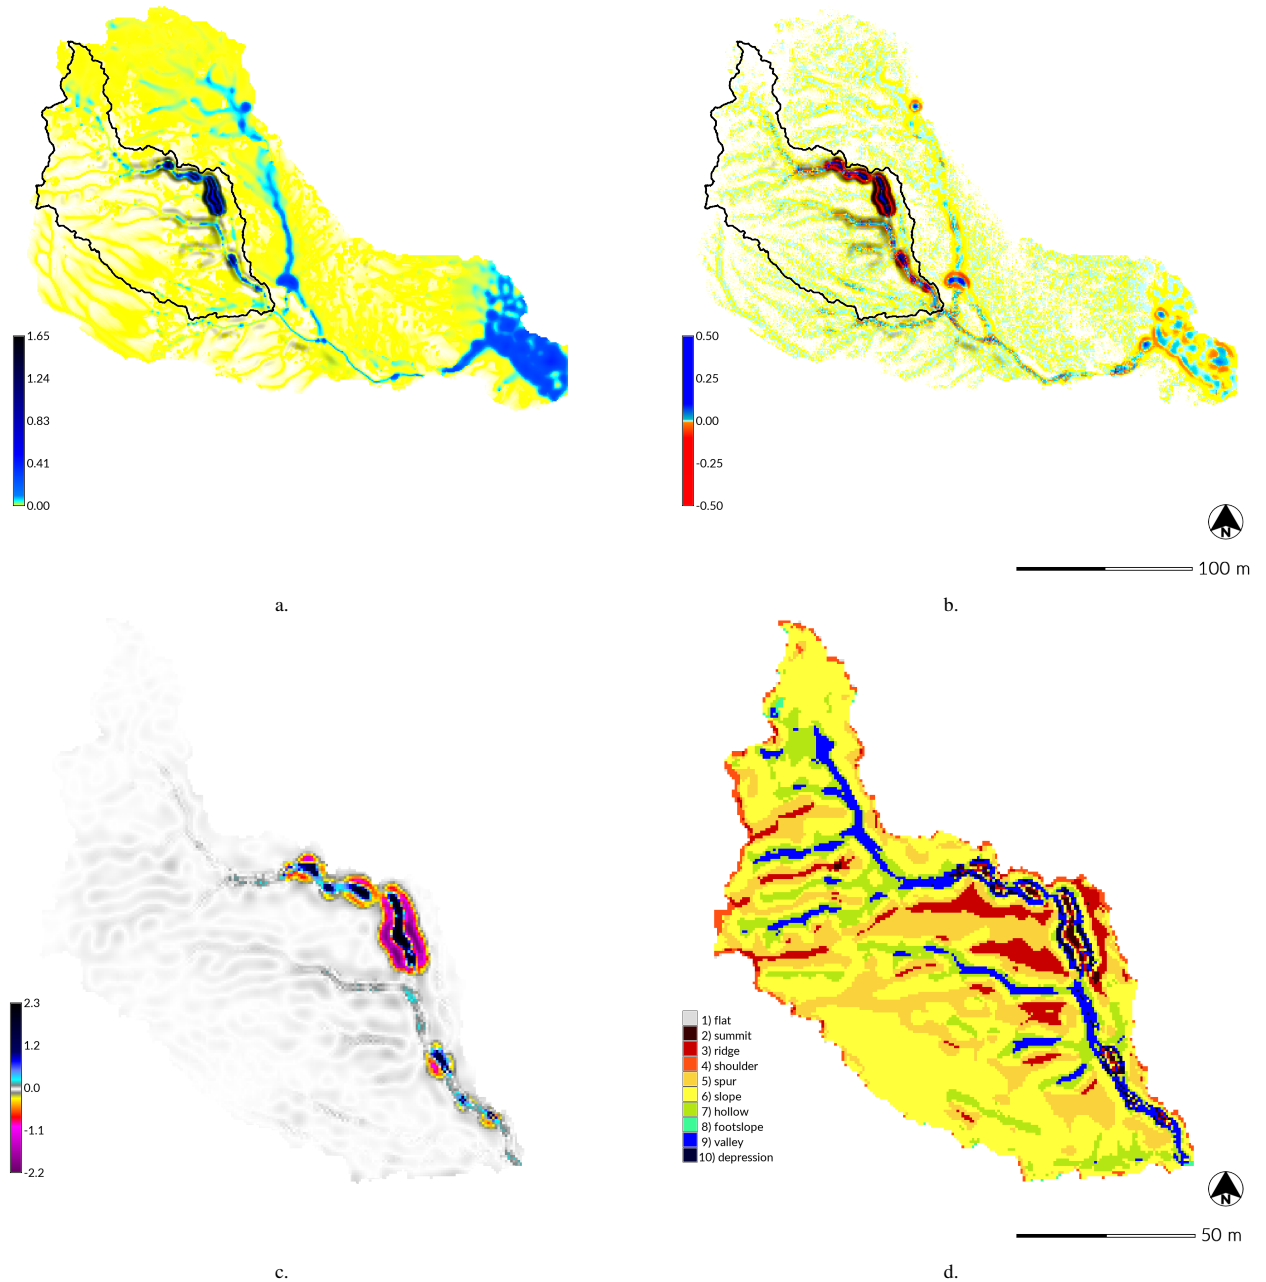 1.65
1.24
0.83
0.41
0.00
0.50
0.25
0.00
-0.25
-0.50
N
100 m
a.
b.
2.3
1.2
0.0
-1.1
-2.2
1) flat
2) summit
3) ridge
4) shoulder
5) spur
6) slope
7) hollow
8) footslope
9) valley
10) depression
N
50 m
c.
d.